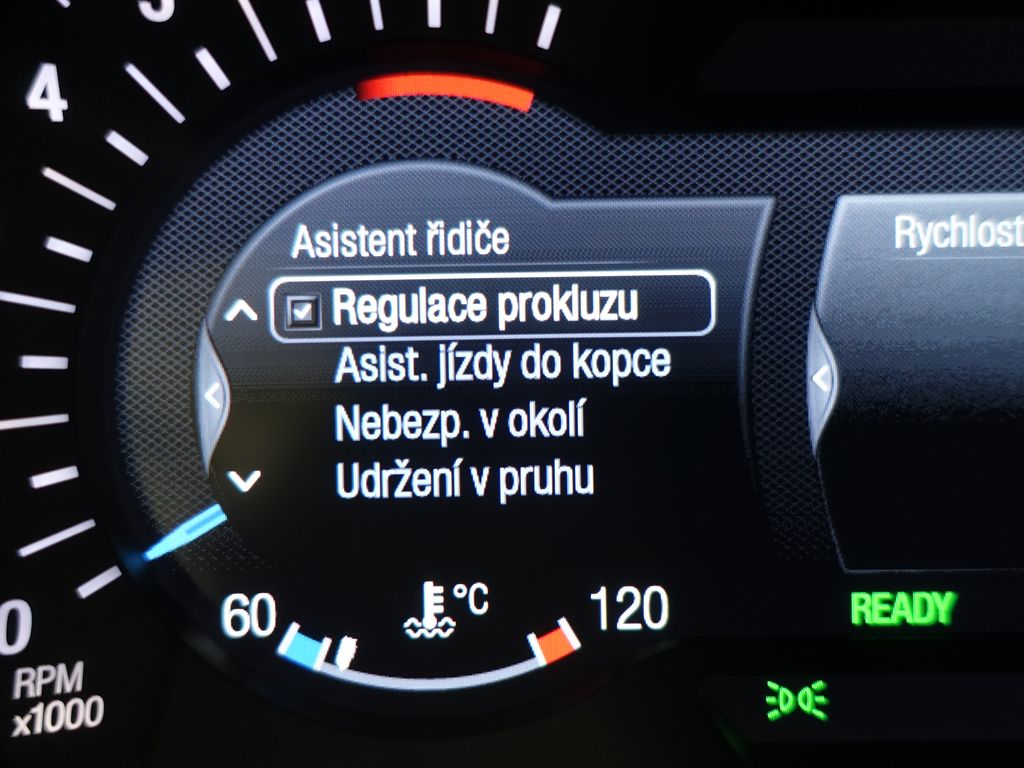 4
Asistent řidiče
Rychlost
Regulace prokluzu
Asist. jízdy do kopce
Nebezp. v okolí
Udržení v pruhu
60
°C
120
READY
0
RPM
x1000